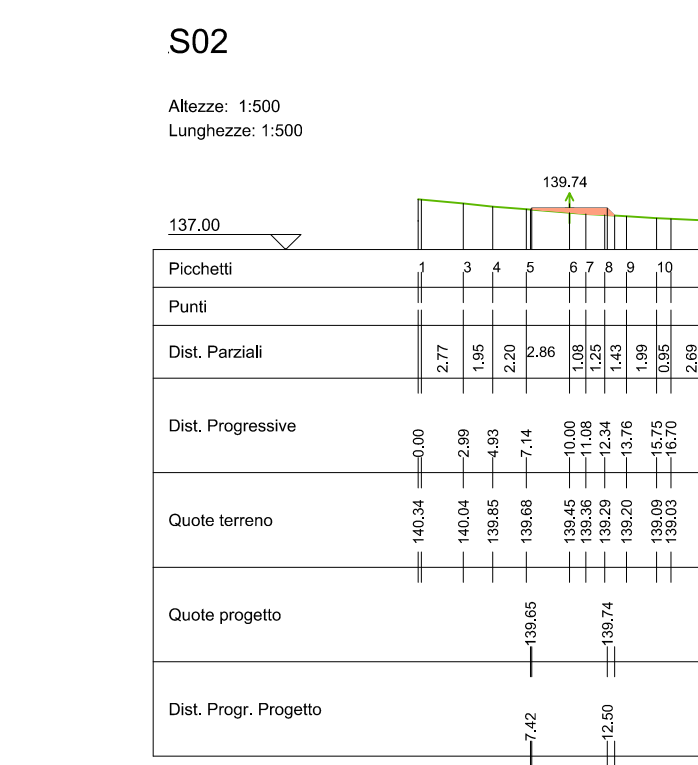 S02
Altezze: 1:500
Lunghezze: 1:500
139.74
137.00
Picchetti 1 3 4 5 6 7 8 9 10
Punti
Dist. Parziali 2.77 1.95 2.20 2.86 1.08 1.25 1.43 1.99 0.95 2.69
Dist. Progressive 0.00 2.99 4.93 7.14 10.00 11.08 12.34 13.76 15.75 16.70
Quote terreno 140.34 140.04 139.85 139.68 139.45 139.36 139.29 139.20 139.09 139.03
Quote progetto 139.65 139.74
Dist. Progr. Progetto 7.42 12.50